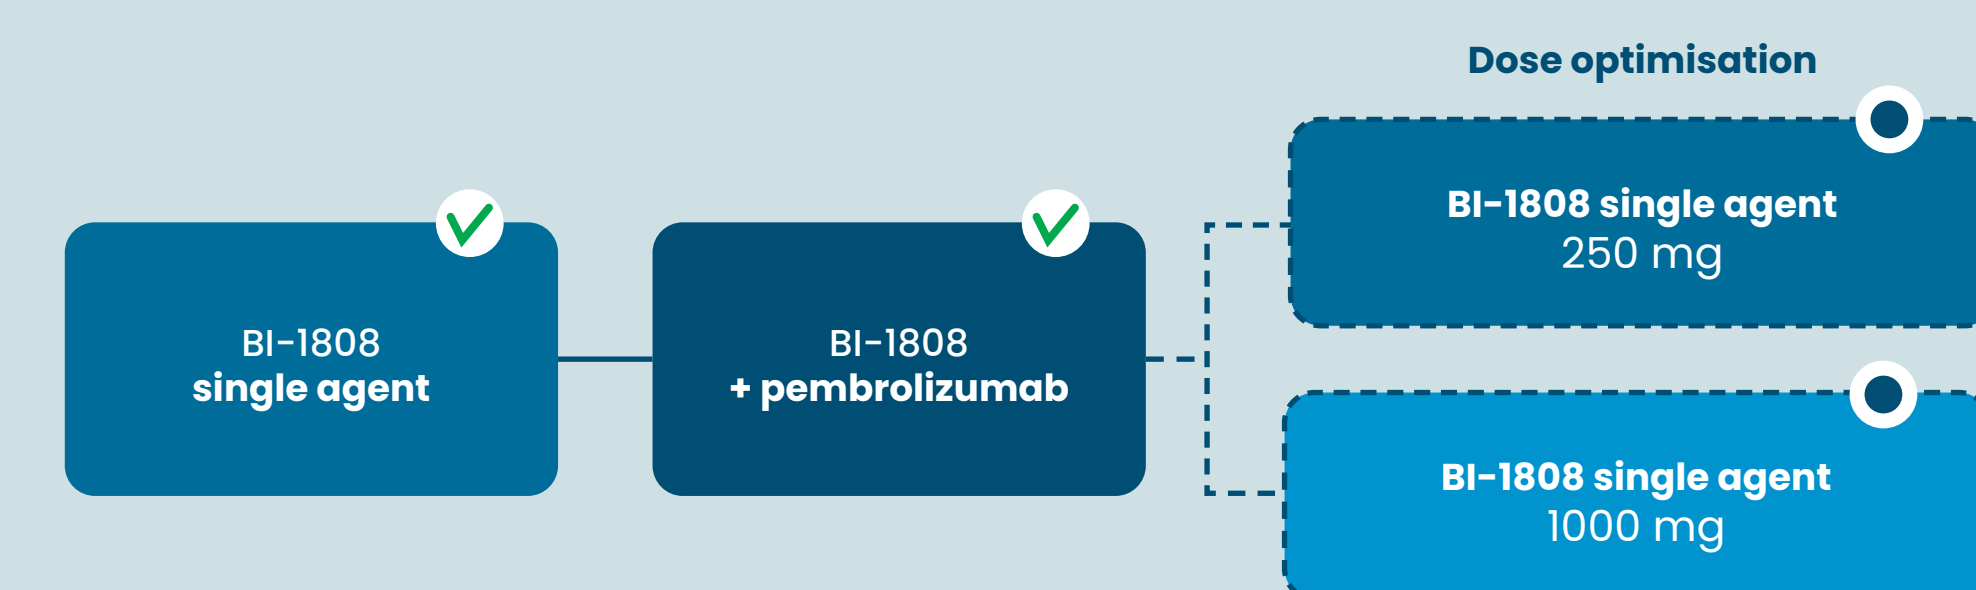 Dose optimisation
BI-1808
single agent
BI-1808
+ pembrolizumab
BI-1808 single agent
250 mg
BI-1808 single agent
1000 mg